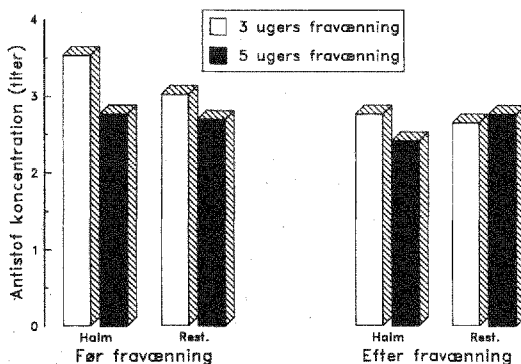 3 ugers fravænning
5 ugers fravænning
Antistof koncentration (titer)
4
3
2
1
0
Halm
Rest.
Halm
Rest.
Før fravænning
Efter fravænning